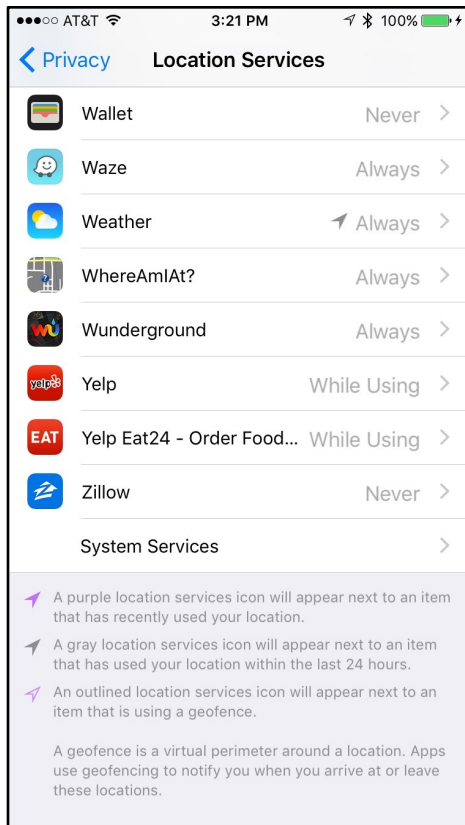 AT&T 3:21 PM 100%
Privacy Location Services
Wallet Never
Waze Always
Weather Always
WhereAmIAt? Always
Wunderground Always
yelp Yelp While Using
EAT Yelp Eat24 - Order Food... While Using
Zillow Never
System Services
A purple location services icon will appear next to an item
that has recently used your location.
A gray location services icon will appear next to an item
that has used your location within the last 24 hours.
An outlined location services icon will appear next to an
item that is using a geofence.
A geofence is a virtual perimeter around a location. Apps
use geofencing to notify you when you arrive at or leave
these locations.